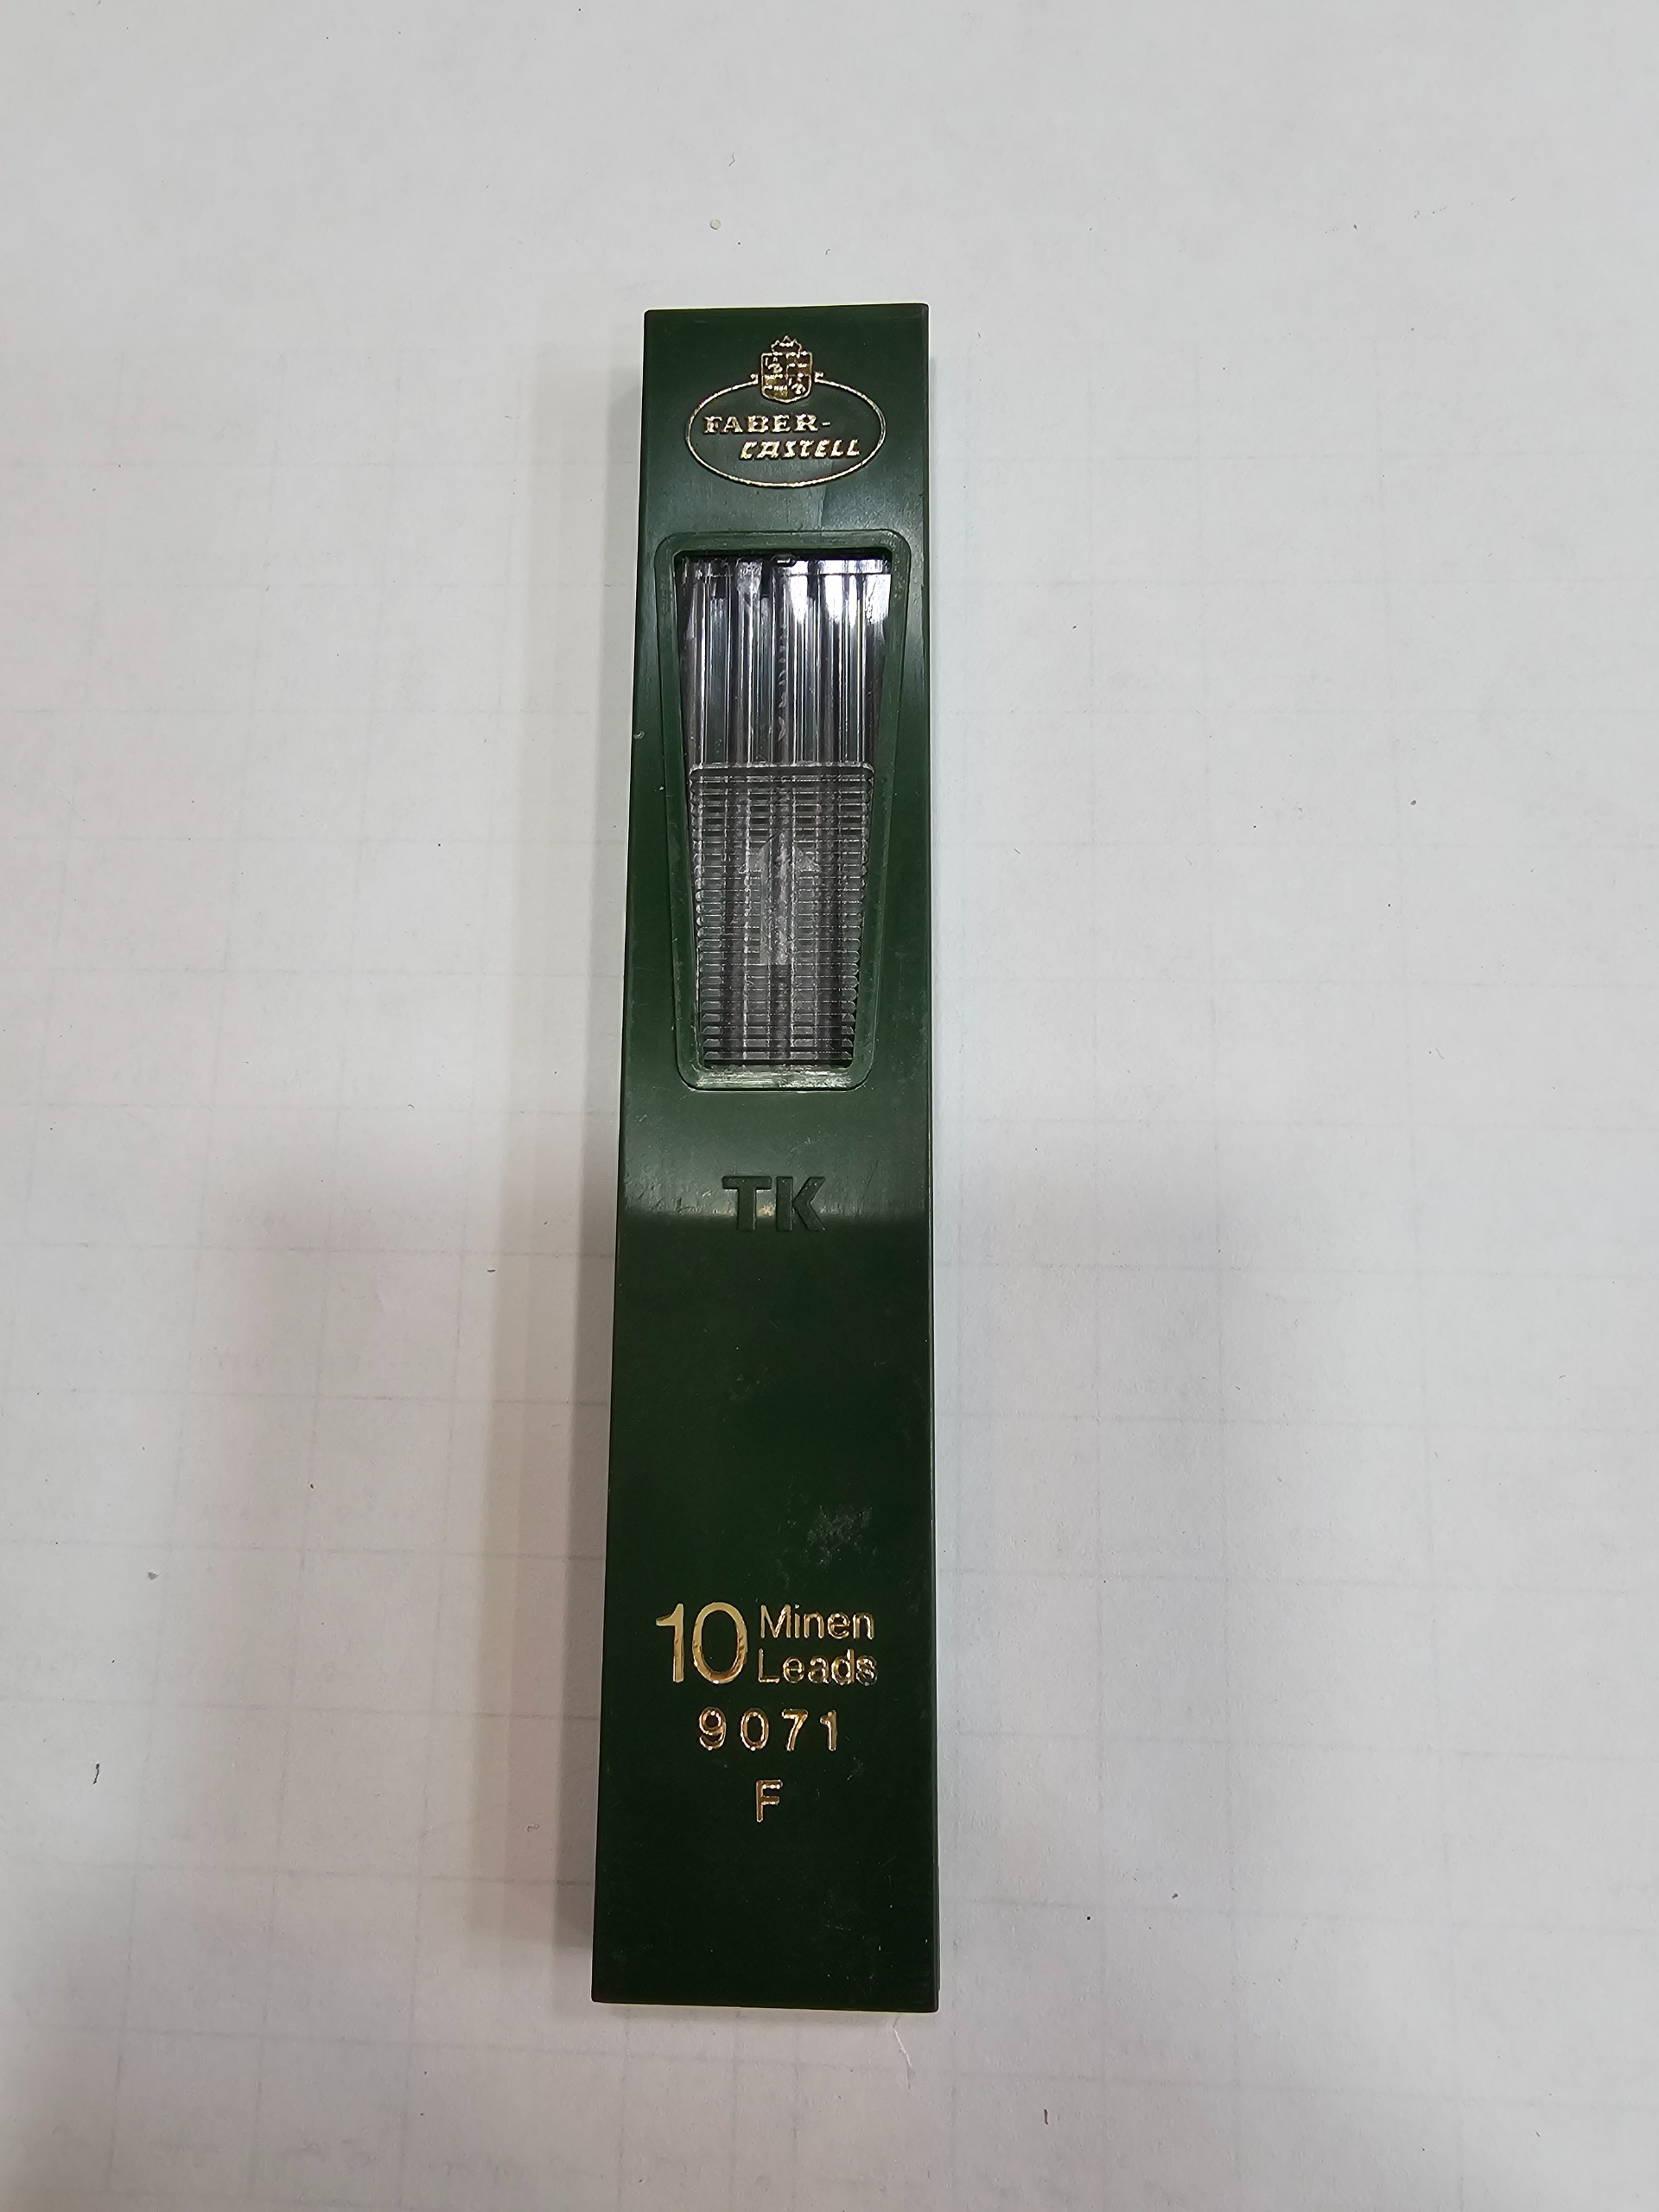 FABER-
CASTELL
TK
10 Minen
Leads
9071
F